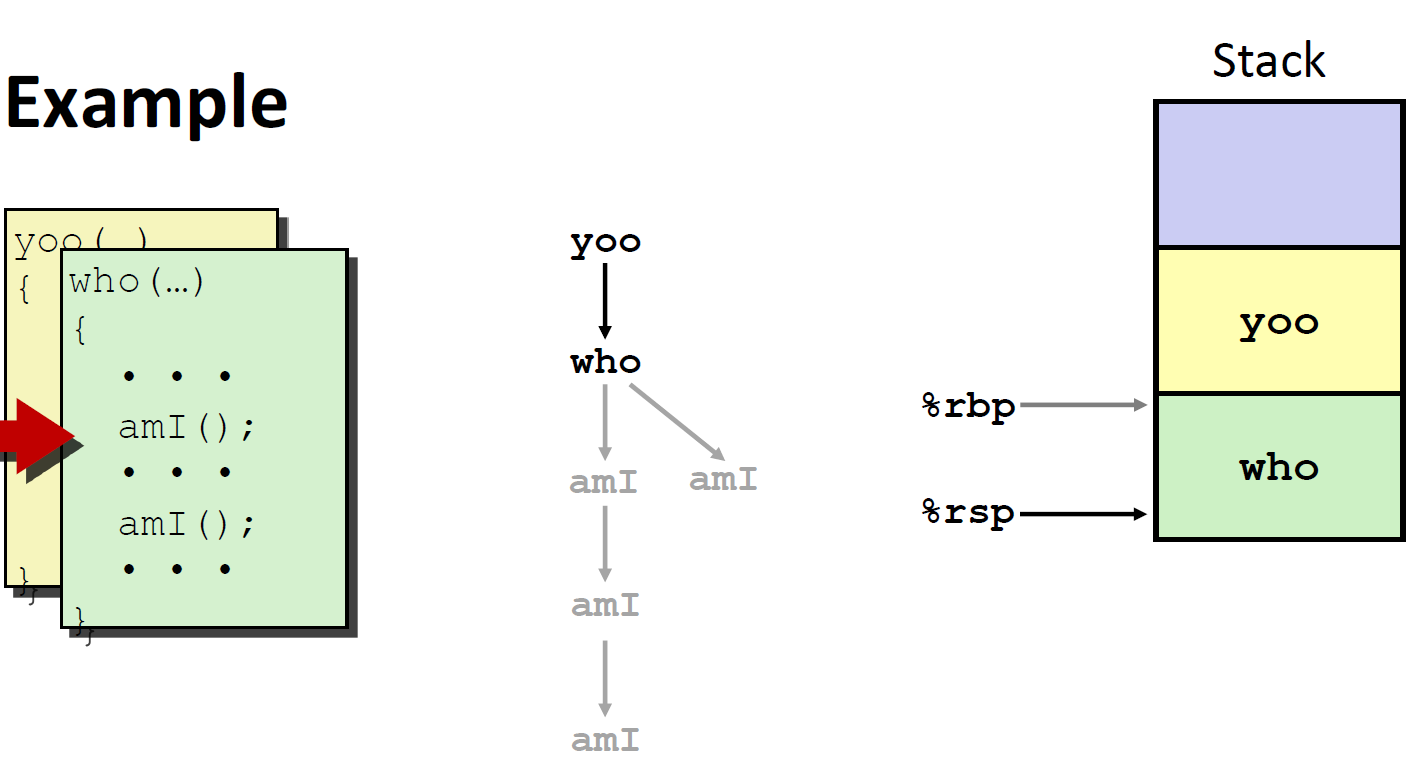 Example
yoo(…)
{
}
who(…)
{
• • •
amI();
• • •
amI();
• • •
}
yoo
who
amI
amI
amI
amI
Stack
yoo
%rbp
who
%rsp